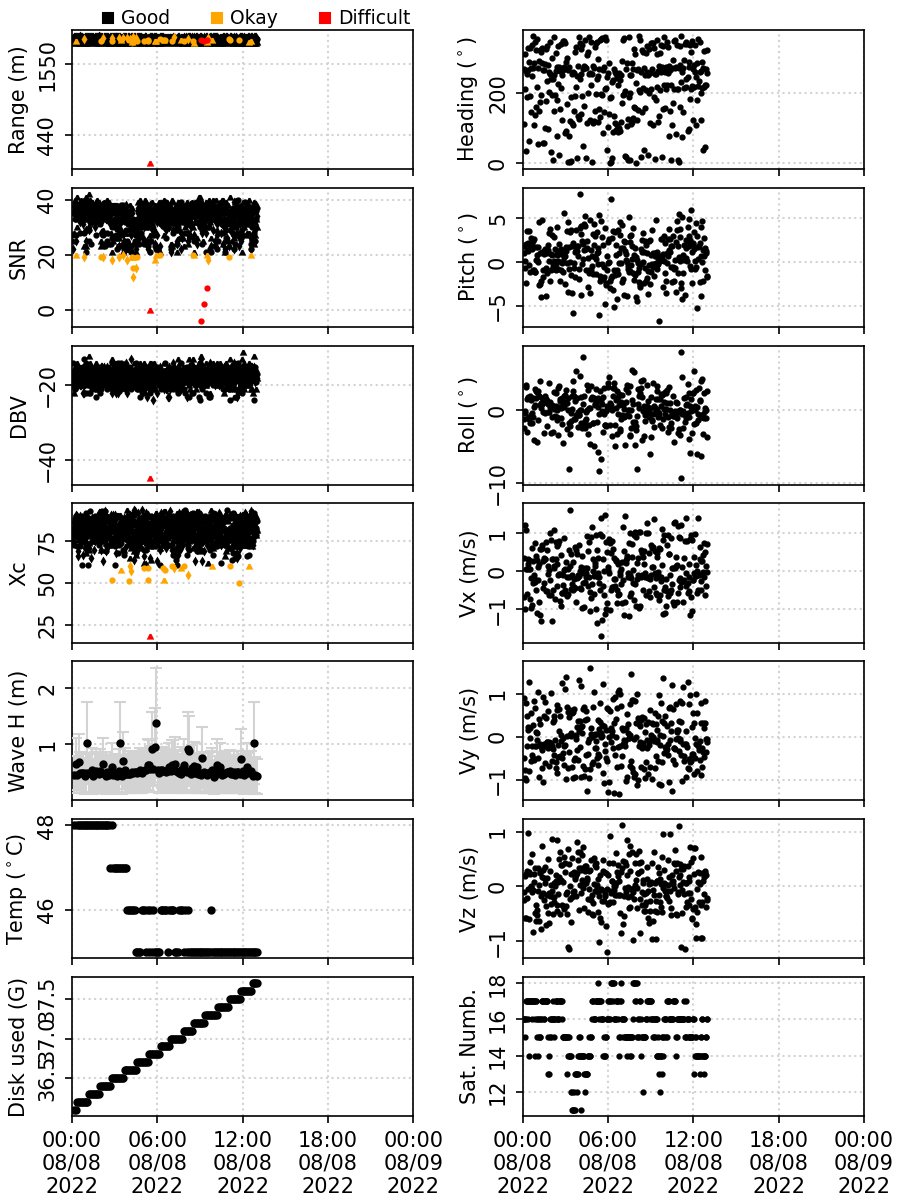 Good Okay Difficult
Range (m)
1550
440
Heading (°)
200
0
SNR
40
20
0
Pitch (°)
5
0
−5
DBV
−20
−40
Roll (°)
0
−10
Xc
75
50
25
Vx (m/s)
1
0
−1
Wave H (m)
2
1
Vy (m/s)
1
0
−1
Temp (°C)
48
46
Vz (m/s)
1
0
−1
Disk used (G)
37.5
37.0
36.5
Sat. Numb.
18
16
14
12
00:00 06:00 12:00 18:00 00:00
08/08 08/08 08/08 08/08 08/09
2022 2022 2022 2022 2022
00:00 06:00 12:00 18:00 00:00
08/08 08/08 08/08 08/08 08/09
2022 2022 2022 2022 2022